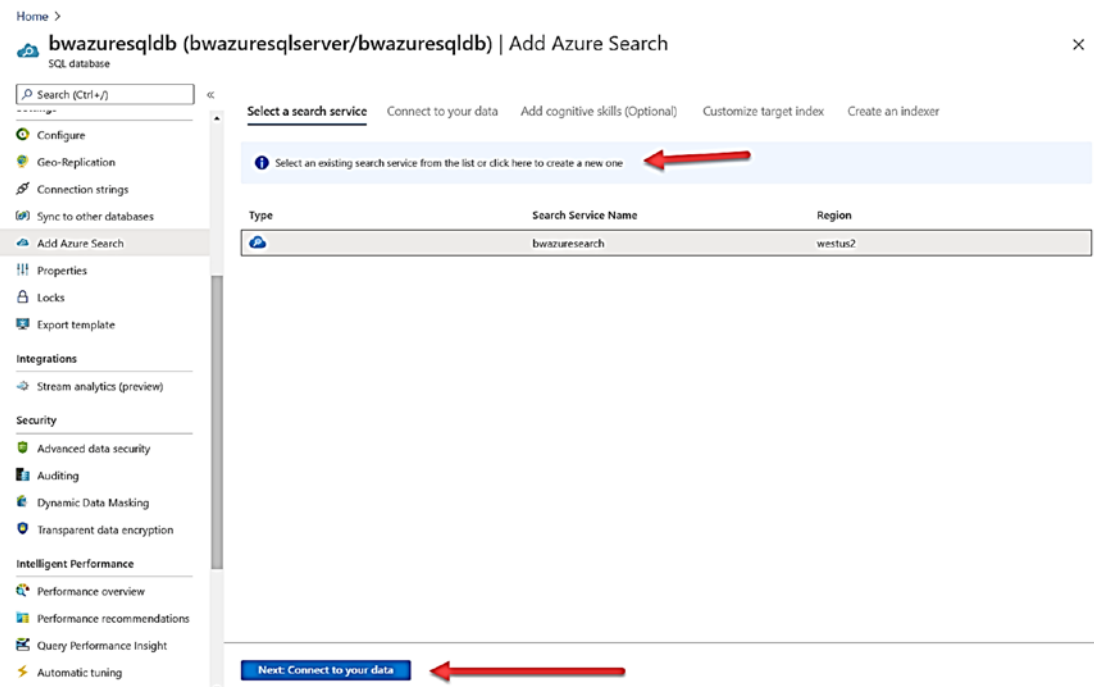 Home >
bwazuresqldb (bwazuresqlserver/bwazuresqldb) | Add Azure Search
SQL database
Search (Ctrl+/)
Configure
Geo-Replication
Connection strings
Sync to other databases
Add Azure Search
Properties
Locks
Export template
Integrations
Stream analytics (preview)
Security
Advanced data security
Auditing
Dynamic Data Masking
Transparent data encryption
Intelligent Performance
Performance overview
Performance recommendations
Query Performance Insight
Automatic tuning
Select a search service Connect to your data Add cognitive skills (Optional) Customize target index Create an indexer
Select an existing search service from the list or click here to create a new one
Type Search Service Name Region
bwazuresearch westus2
Next: Connect to your data